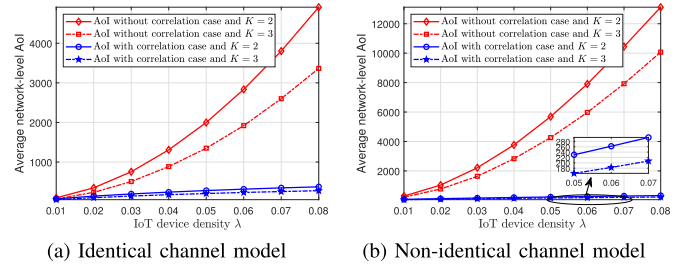 AoI without correlation case and K = 2
AoI without correlation case and K = 3
AoI with correlation case and K = 2
AoI with correlation case and K = 3
Average network-level AoI
4000
3000
2000
1000
0.01 0.02 0.03 0.04 0.05 0.06 0.07 0.08
IoT device density λ
(a) Identical channel model
AoI without correlation case and K = 2
AoI without correlation case and K = 3
AoI with correlation case and K = 2
AoI with correlation case and K = 3
Average network-level AoI
12000
10000
8000
6000
4000
2000
280
260
240
220
200
180
0.05 0.06 0.07
0.01 0.02 0.03 0.04 0.05 0.06 0.07 0.08
IoT device density λ
(b) Non-identical channel model